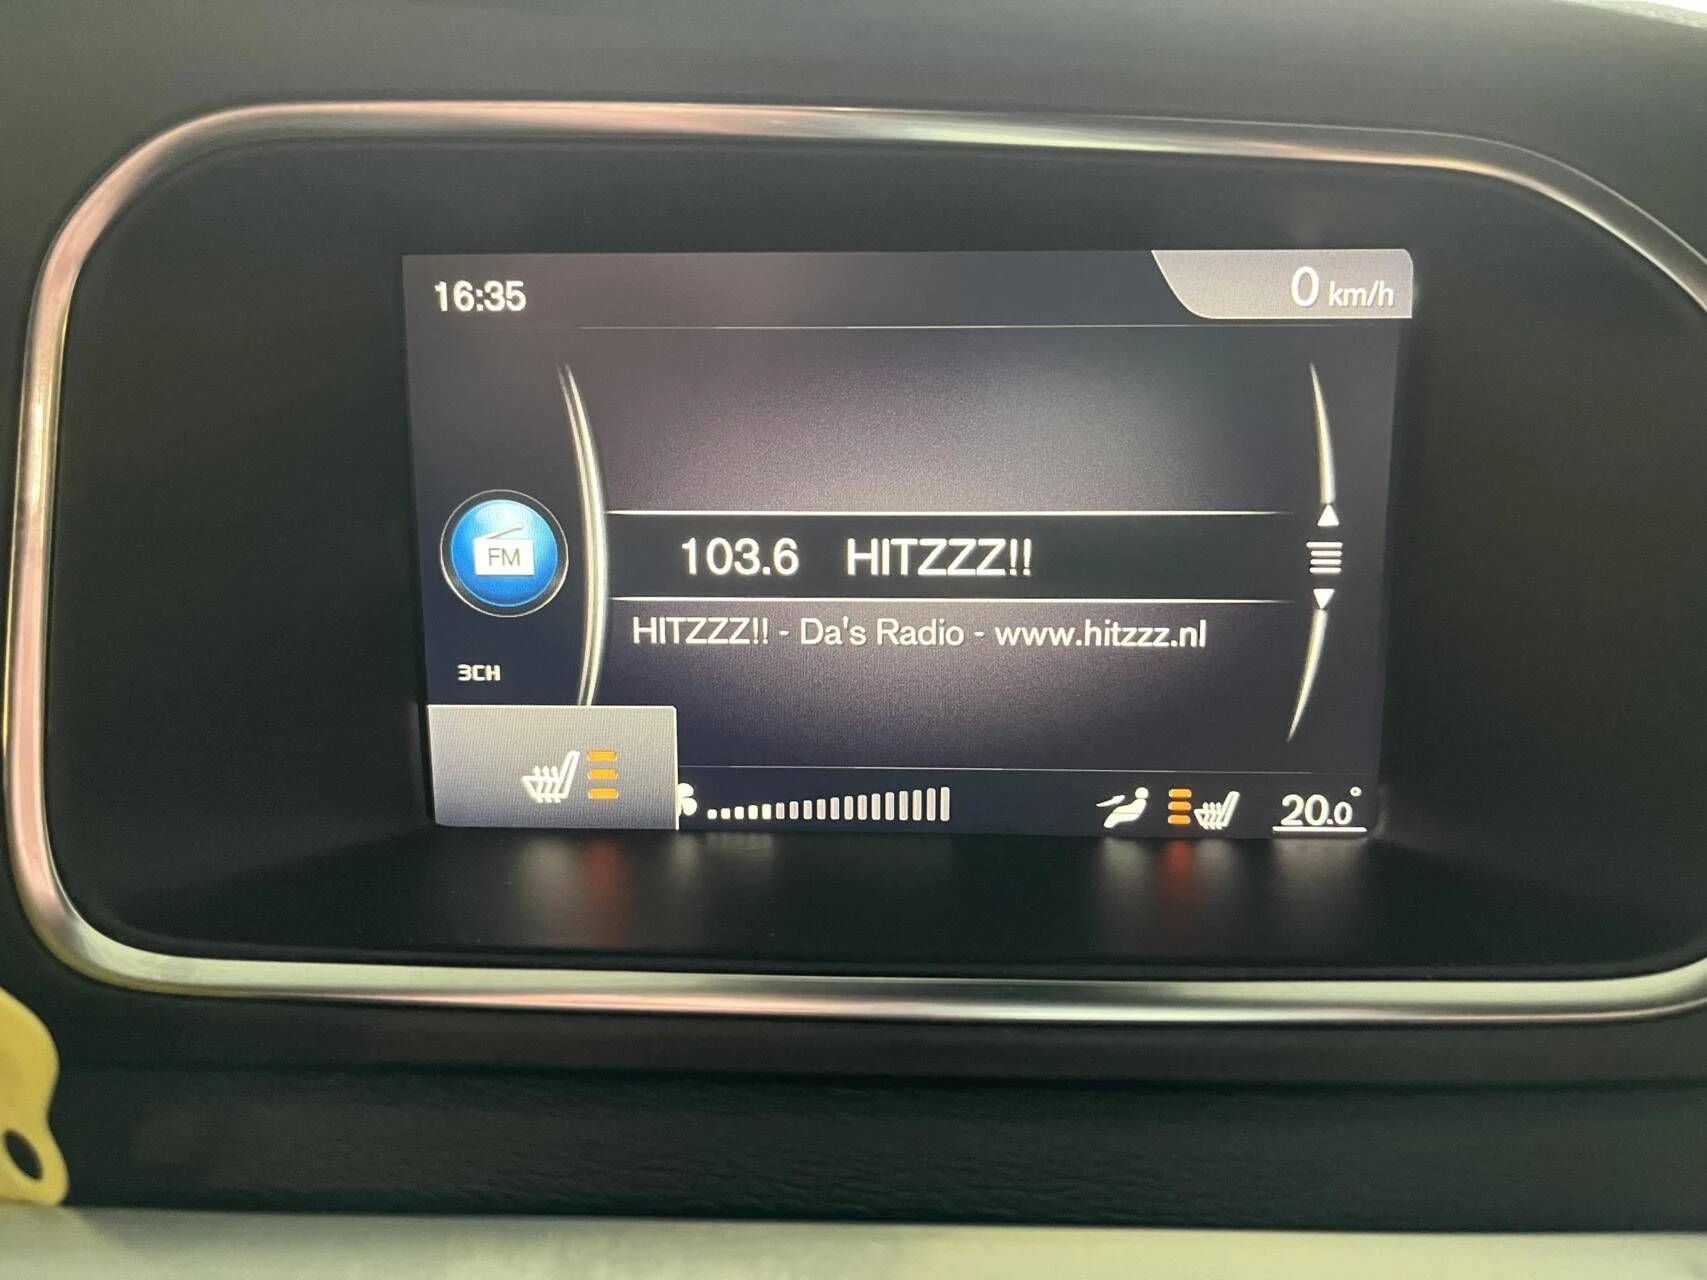 16:35
0 km/h
FM
103.6 HITZZZ!!
HITZZZ!! - Da's Radio - www.hitzzz.nl
3CH
20.0°